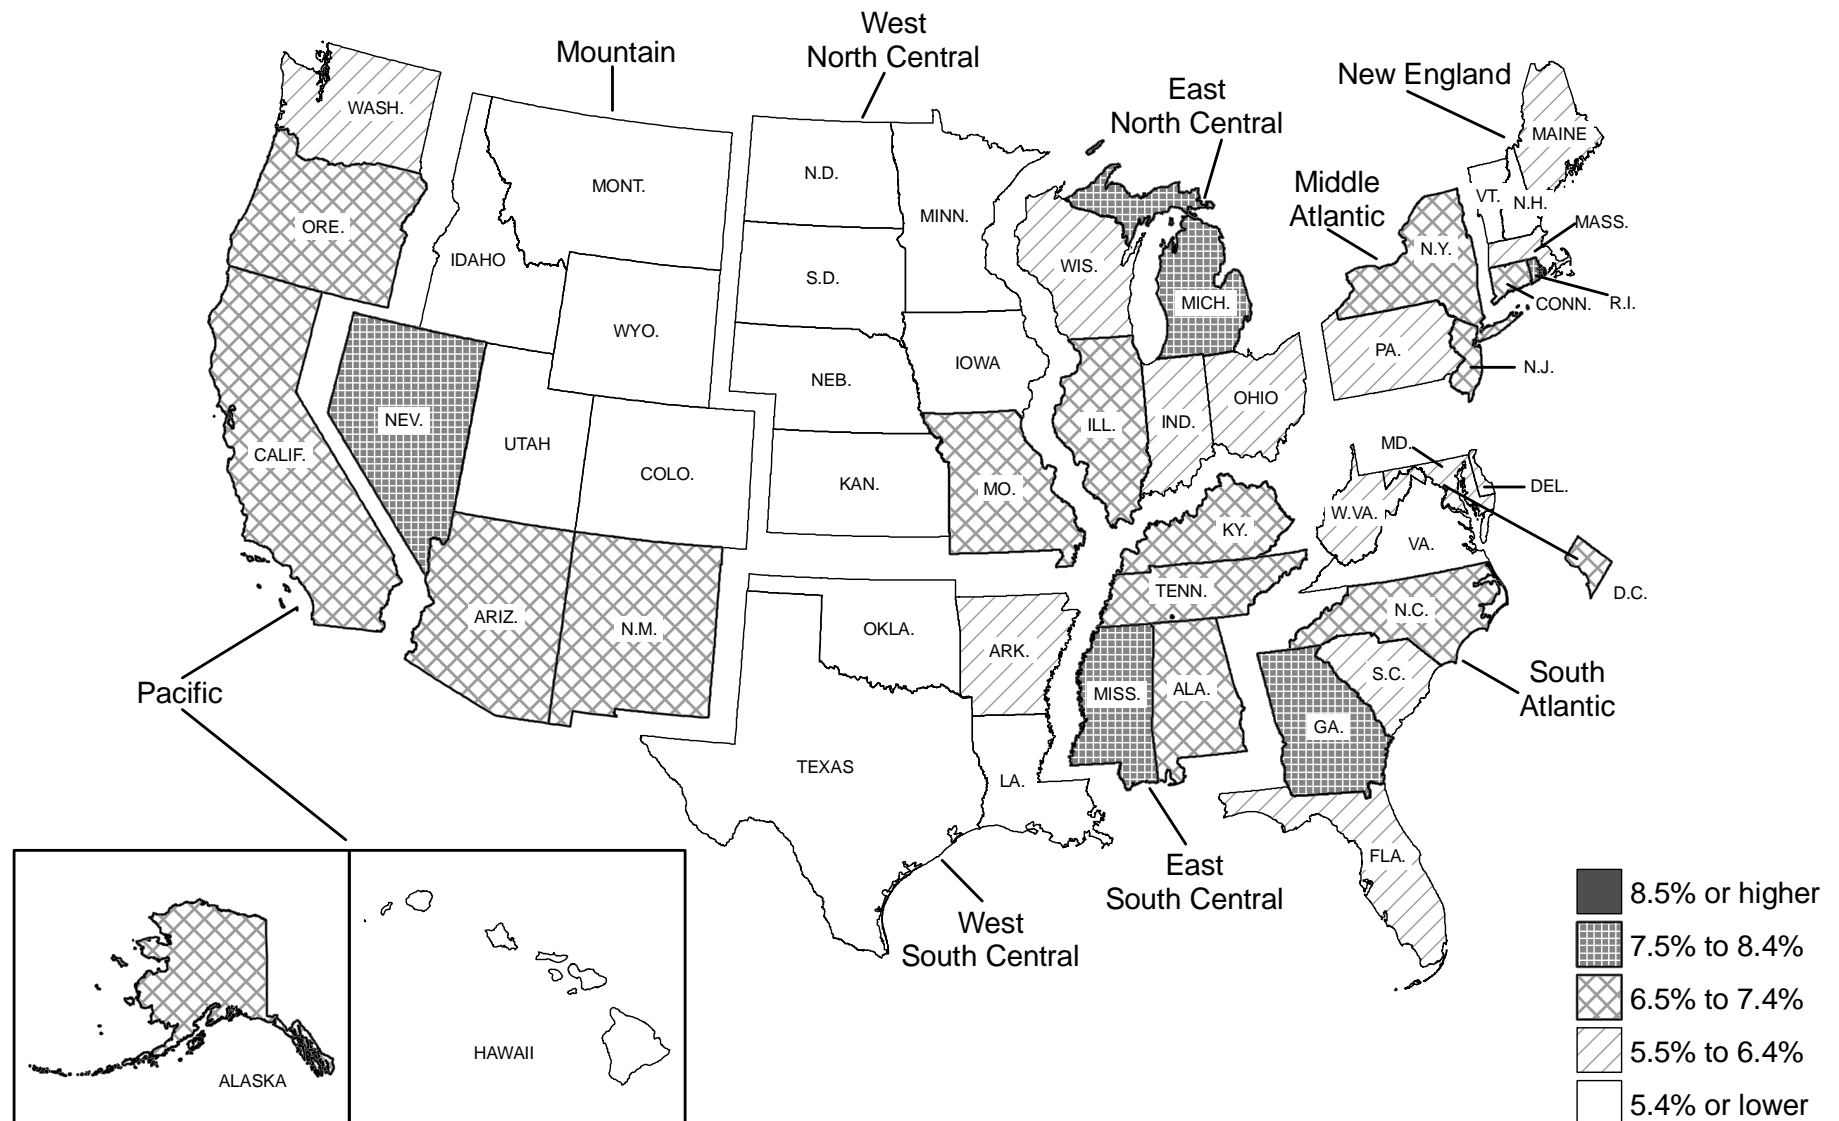 West
North Central
Mountain
New England
East
North Central
WASH.
MAINE
MONT.
N.D.
MINN.
Middle
Atlantic
VT.
N.H.
MASS.
ORE.
IDAHO
S.D.
WIS.
N.Y.
MICH.
CONN.
R.I.
WYO.
PA.
N.J.
NEB.
IOWA
OHIO
NEV.
ILL.
IND.
CALIF.
UTAH
COLO.
KAN.
MO.
MD.
DEL.
W.VA.
KY.
VA.
D.C.
TENN.
N.C.
ARIZ.
N.M.
OKLA.
ARK.
S.C.
South
Atlantic
Pacific
MISS.
ALA.
GA.
TEXAS
LA.
FLA.
East
South Central
West
South Central
HAWAII
ALASKA
8.5% or higher
7.5% to 8.4%
6.5% to 7.4%
5.5% to 6.4%
5.4% or lower